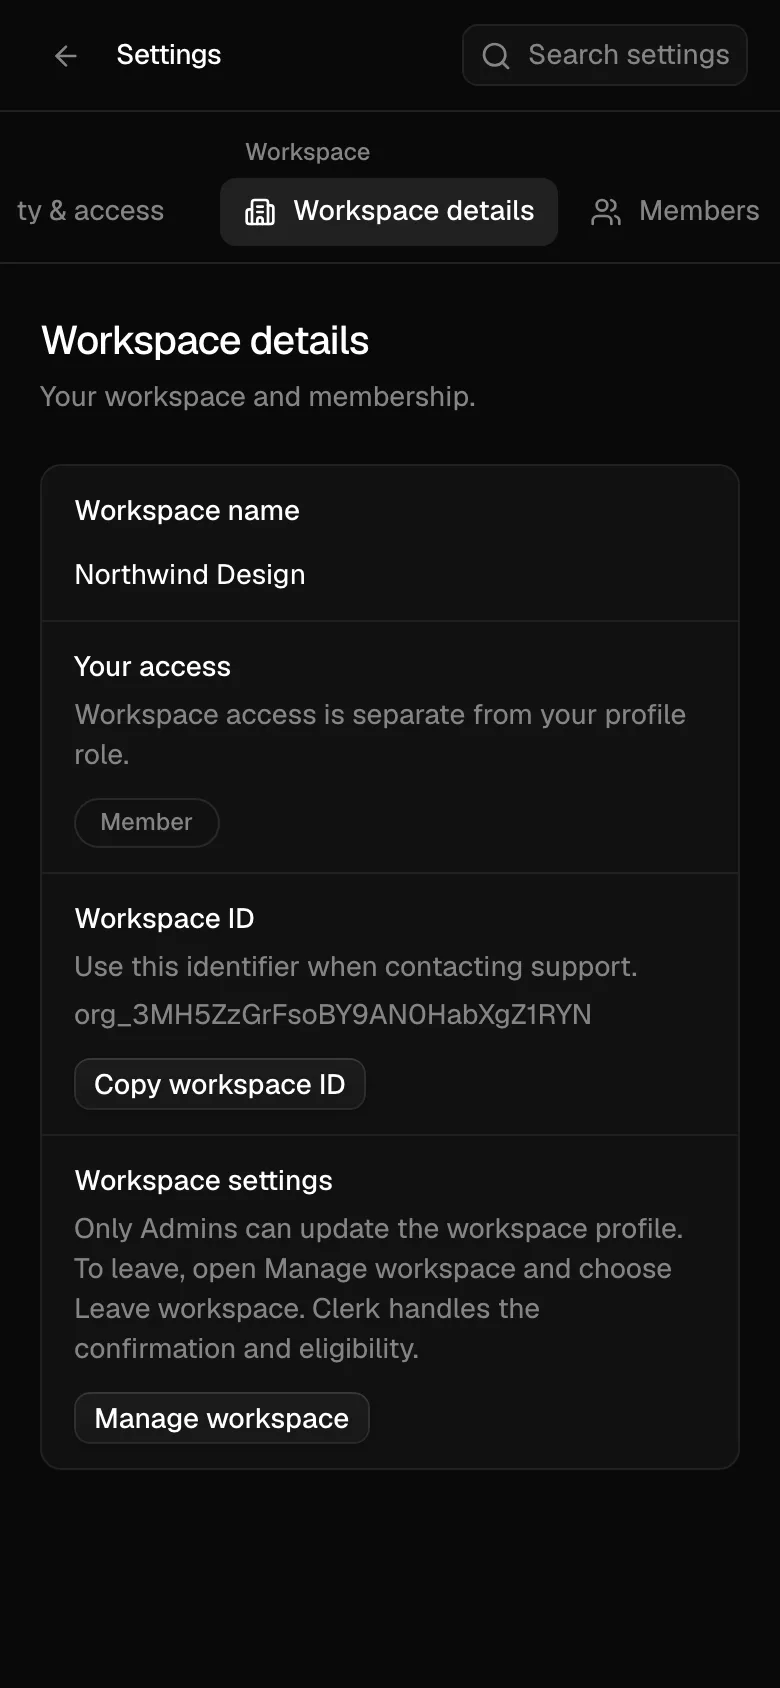 Settings
Search settings
Workspace
ty & access
Workspace details
Members
Workspace details
Your workspace and membership.
Workspace name
Northwind Design
Your access
Workspace access is separate from your profile
role.
Member
Workspace ID
Use this identifier when contacting support.
org_3MH5ZzGrFsoBY9AN0HabXgZ1RYN
Copy workspace ID
Workspace settings
Only Admins can update the workspace profile.
To leave, open Manage workspace and choose
Leave workspace. Clerk handles the
confirmation and eligibility.
Manage workspace